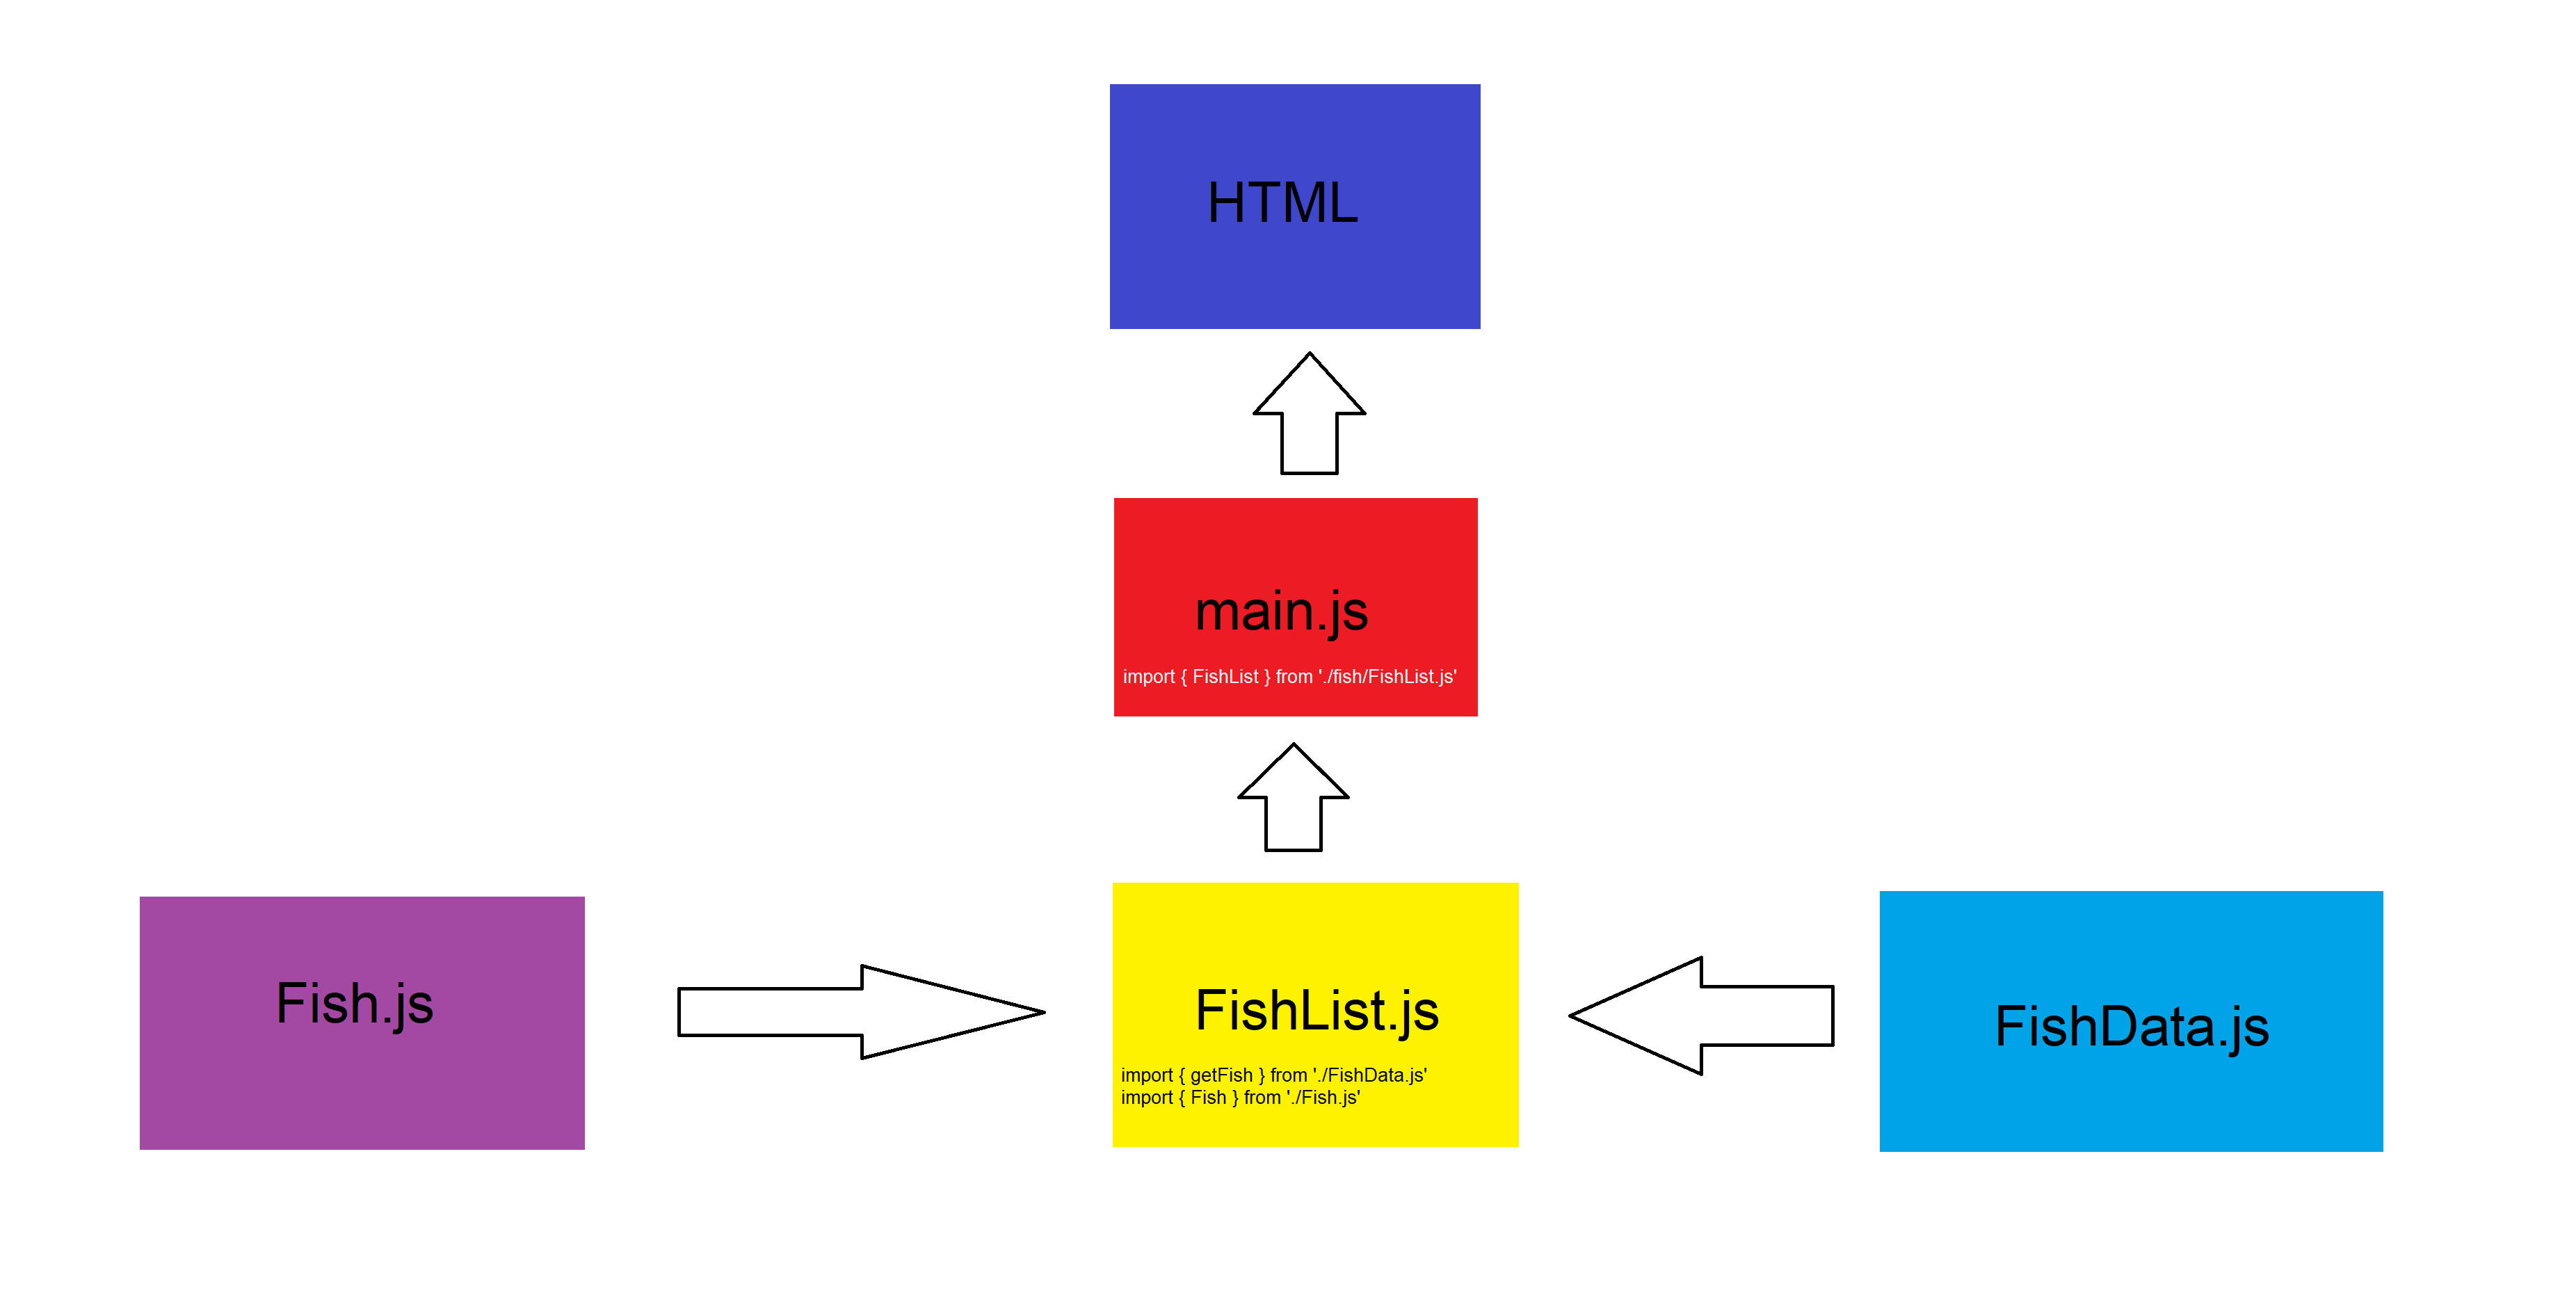 HTML
main.js
import { FishList } from './fish/FishList.js'
Fish.js
FishList.js
import { getFish } from './FishData.js'
import { Fish } from './Fish.js'
FishData.js